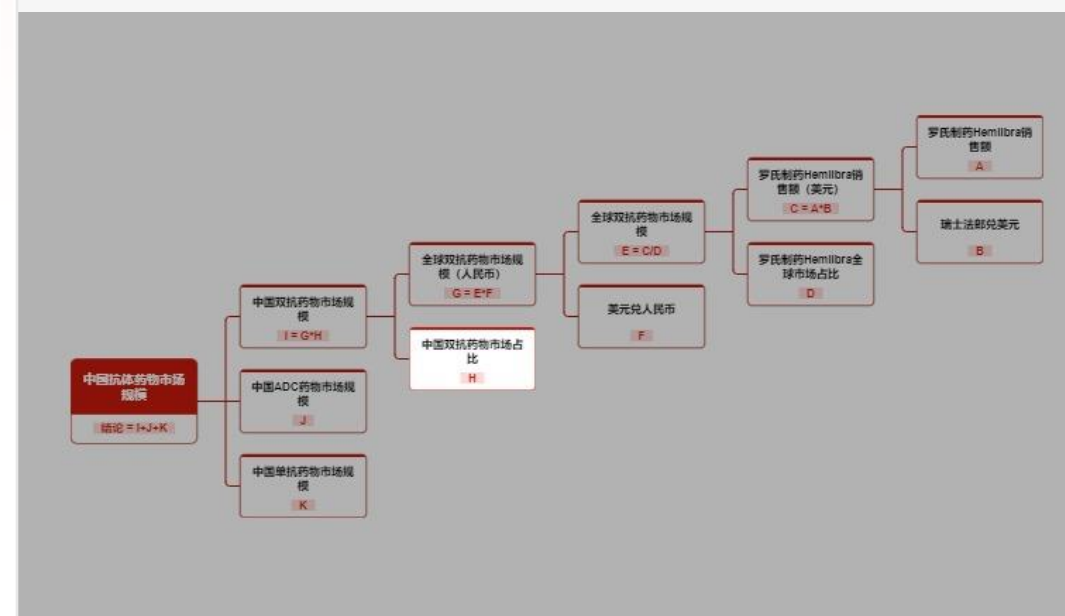 罗氏制药Hemlibra销
售额
A
罗氏制药Hemlibra销
售额（美元）
C = A*B
瑞士法郎兑美元
B
全球双抗药物市场规
模
E = C/D
罗氏制药Hemlibra全
球市场占比
D
全球双抗药物市场规
模（人民币）
G = E*F
美元兑人民币
F
中国双抗药物市场规
模
I = G*H
中国双抗药物市场占
比
H
中国抗体药物市场
规模
结论 = I+J+K
中国ADC药物市场规
模
J
中国单抗药物市场规
模
K